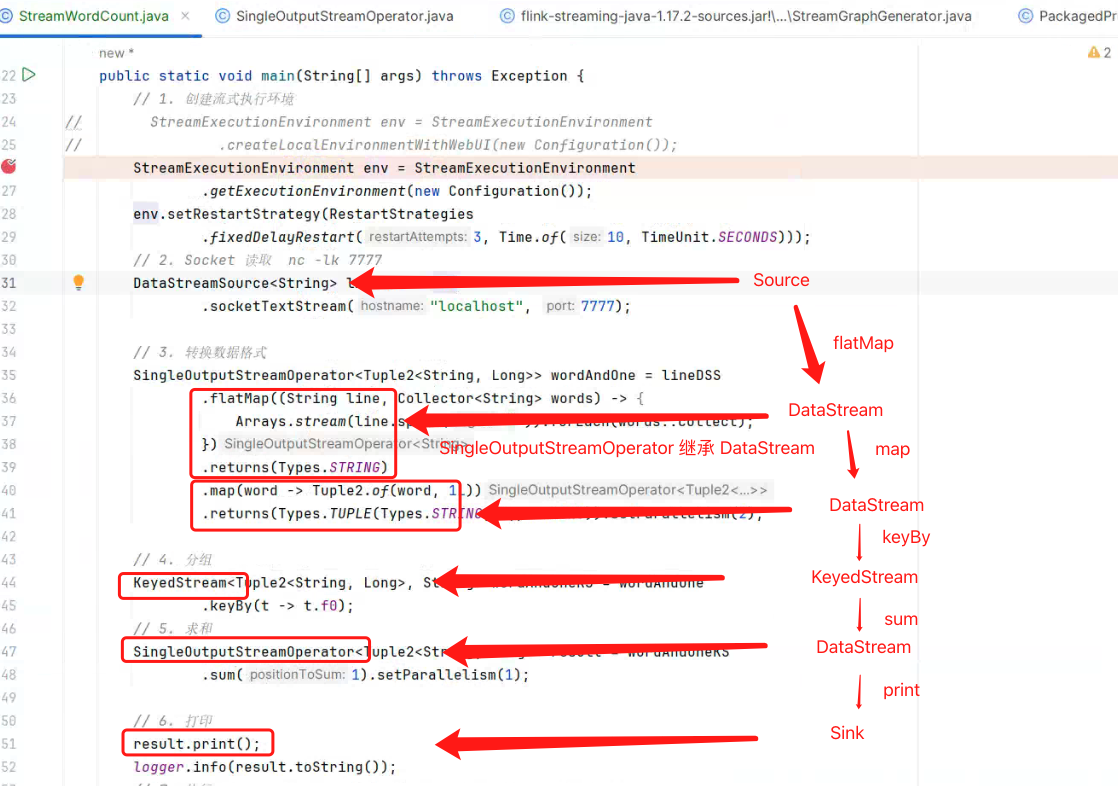 StreamWordCount.java × SingleOutputStreamOperator.java flink-streaming-java-1.17.2-sources.jar!\...\StreamGraphGenerator.java PackagedPr
new *
2
22 public static void main(String[] args) throws Exception {
23 // 1. 创建流式执行环境
24 // StreamExecutionEnvironment env = StreamExecutionEnvironment
25 // .createLocalEnvironmentWithWebUI(new Configuration());
StreamExecutionEnvironment env = StreamExecutionEnvironment
27 .getExecutionEnvironment(new Configuration());
28 env.setRestartStrategy(RestartStrategies
29 .fixedDelayRestart( restartAttempts: 3, Time.of( size: 10, TimeUnit.SECONDS)));
30 // 2. Socket 读取 nc -lk 7777
31 DataStreamSource<String> l Source
32 .socketTextStream( hostname: "localhost", port: 7777);
33
flatMap
34 // 3. 转换数据格式
35 SingleOutputStreamOperator<Tuple2<String, Long>> wordAndOne = lineDSS
36 .flatMap((String line, Collector<String> words) -> {
DataStream
37 Arrays.stream(line.
38 }) SingleOutputStreamOperator<String>
SingleOutputStreamOperator 继承 DataStream
map
39 .returns(Types.STRING)
40 .map(word -> Tuple2.of(word, 1 )) SingleOutputStreamOperator<Tuple2<...>>
DataStream
41 .returns(Types.TUPLE(Types.STRING
42
keyBy
43 // 4. 分组
KeyedStream
44 KeyedStream<Tuple2<String, Long>, St
45 .keyBy(t -> t.f0);
sum
46 // 5. 求和
DataStream
47 SingleOutputStreamOperator<Tuple2<St
48 .sum( positionToSum: 1).setParallelism(1);
49
print
50 // 6. 打印
Sink
51 result.print();
52 logger.info(result.toString());